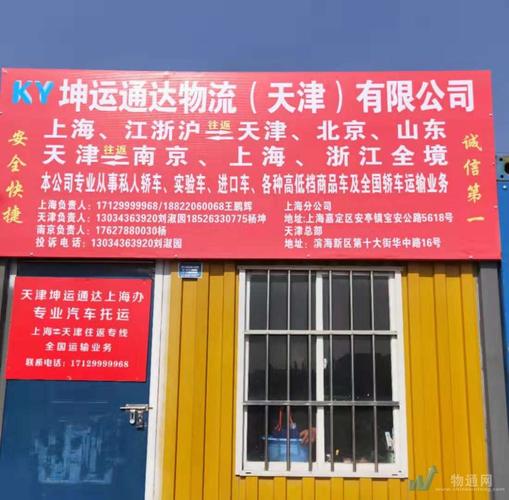 KY 坤运通达物流（天津）有限公司
安全快捷
诚信第一
上海、江浙沪往返天津、北京、山东
天津往返南京、上海、浙江全境
本公司专业从事私人轿车、实验车、进口车、各种高低档商品车及全国轿车运输业务
上海负责人：17129999968/18822060068王鹏辉
天津负责人：13034363920刘淑园18526330775杨坤
南京负责人：17627880030杨
投诉电话：13034363920刘淑园
上海分公司
地址:上海嘉定区安亭镇宝安公路5618号
天津总部
地址：滨海新区第十大街华中路16号
天津坤运通达上海办
专业汽车托运
上海⇌天津往返专线
全国运输业务
联系电话：17129999968
物通网